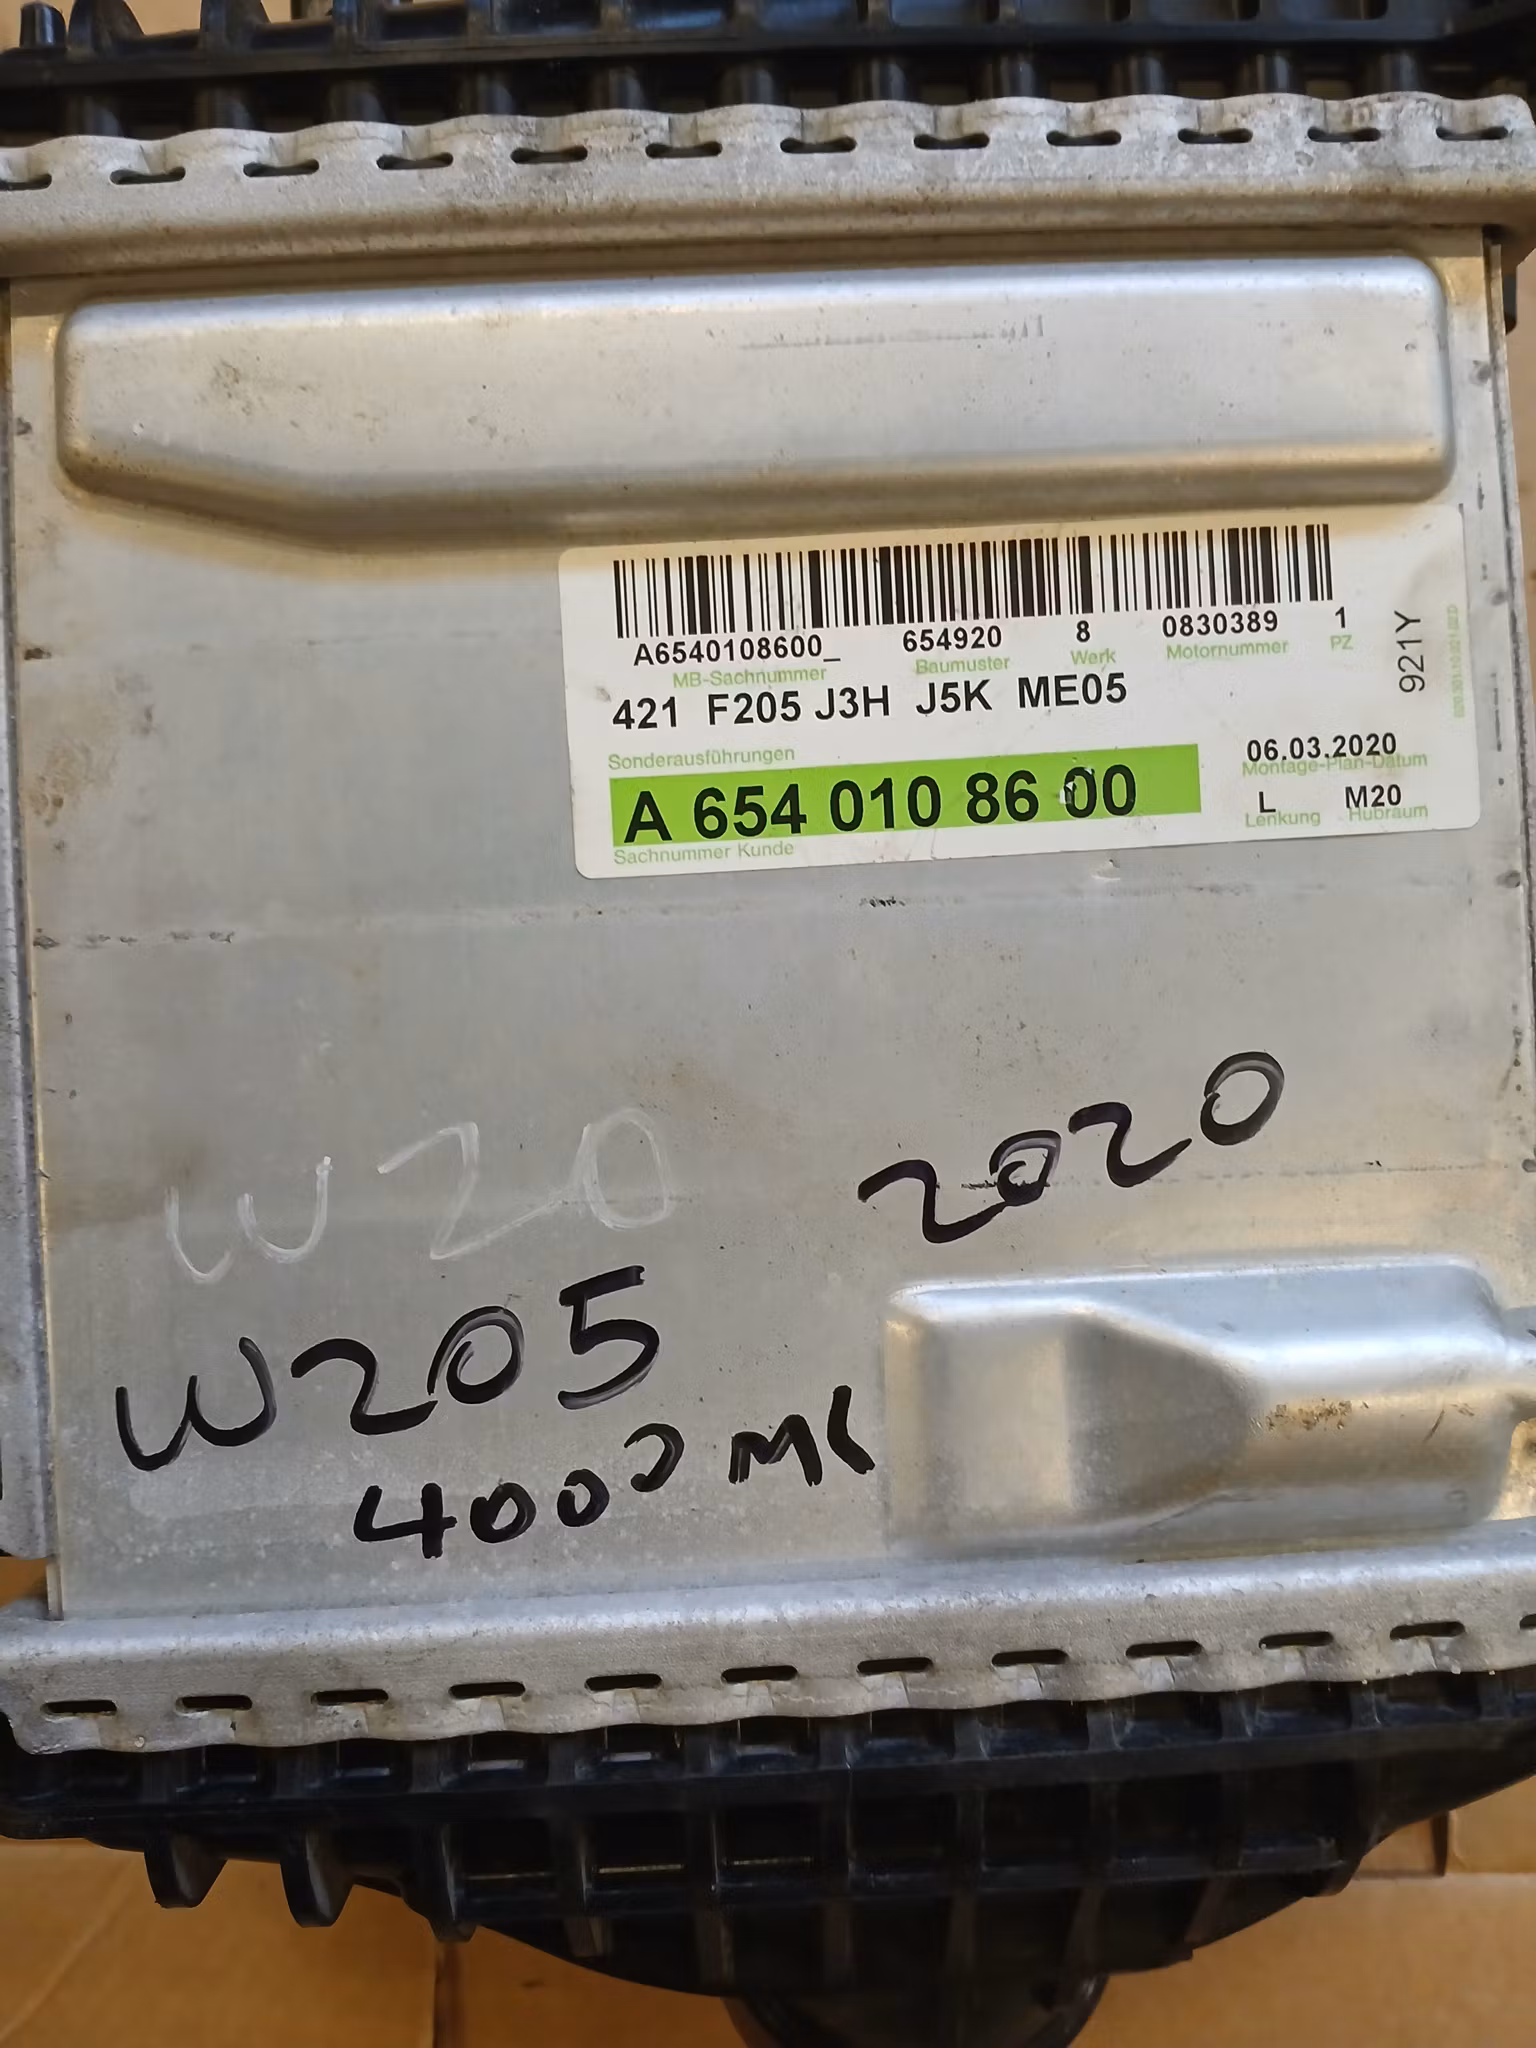 A6540108600_ 654920 8 0830389 1
MB-Sachnummer Baumuster Werk Motornummer PZ
421 F205 J3H J5K ME05
921Y
Sonderausführungen
06.03.2020
Montage-Plan-Datum
A 654 010 86 00
L M20
Lenkung Hubraum
Sachnummer Kunde
W20
2020
W205
4000